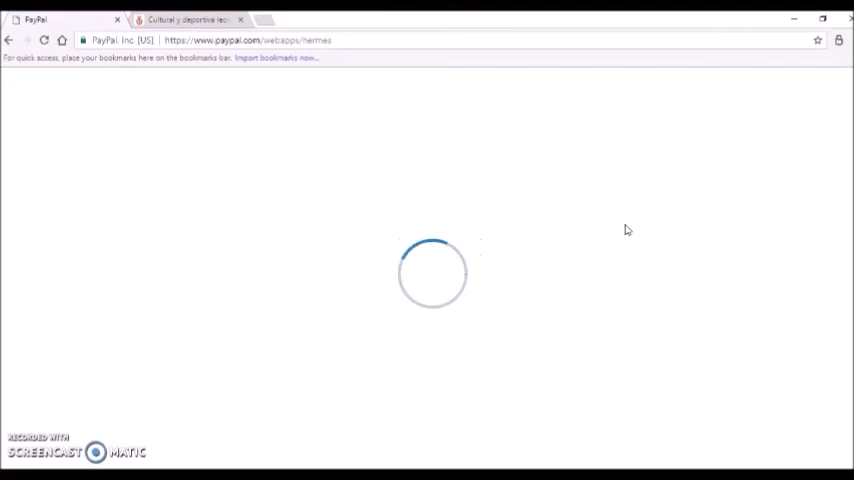 PayPal
Cultural y deportiva leo
PayPal, Inc. [US] | https://www.paypal.com/webapps/hermes
For quick access, place your bookmarks here on the bookmarks bar. Import bookmarks now...
RECORDED WITH
SCREENCAST MATIC